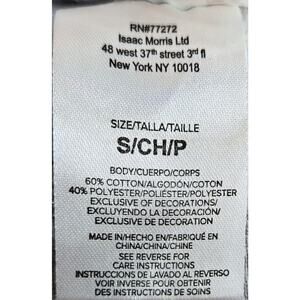 RN#77272
Isaac Morris Ltd
48 west 37th street 3rd fl
New York NY 10018
SIZE/TALLA/TAILLE
S/CH/P
BODY/CUERPO/CORPS
60% COTTON/ALGODÓN/COTON
40% POLYESTER/POLIÉSTER/POLYESTER
EXCLUSIVE OF DECORATIONS/
EXCLUYENDO LA DECORACIÓN/
EXCLUSIVE DE DECORATION
MADE IN/HECHO EN/FABRIQUÉ EN
CHINA/CHINA/CHINE
SEE REVERSE FOR
CARE INSTRUCTIONS
INSTRUCCIONES DE LAVADO AL REVERSO
VOIR INVERSE POUR OBTENIR
DES INSTRUCTIONS DE SOINS